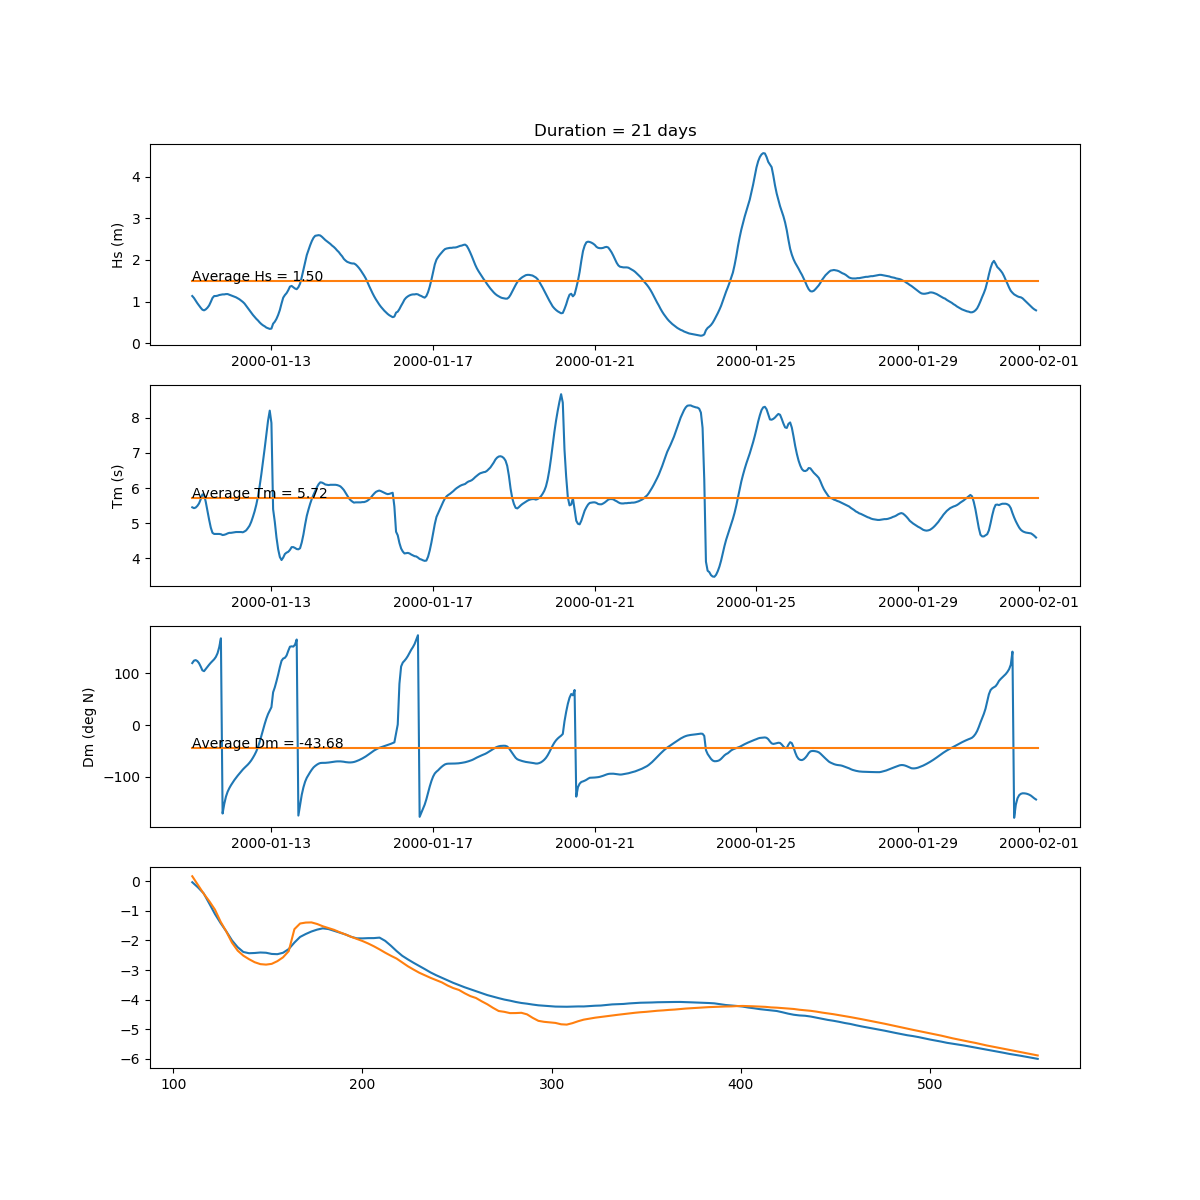 Duration = 21 days
4
3
2
1
0
Hs (m)
Average Hs = 1.50
2000-01-13 2000-01-17 2000-01-21 2000-01-25 2000-01-29 2000-02-01
8
7
6
5
4
Tm (s)
Average Tm = 5.72
2000-01-13 2000-01-17 2000-01-21 2000-01-25 2000-01-29 2000-02-01
100
0
−100
Dm (deg N)
Average Dm = -43.68
2000-01-13 2000-01-17 2000-01-21 2000-01-25 2000-01-29 2000-02-01
0
−1
−2
−3
−4
−5
−6
100 200 300 400 500